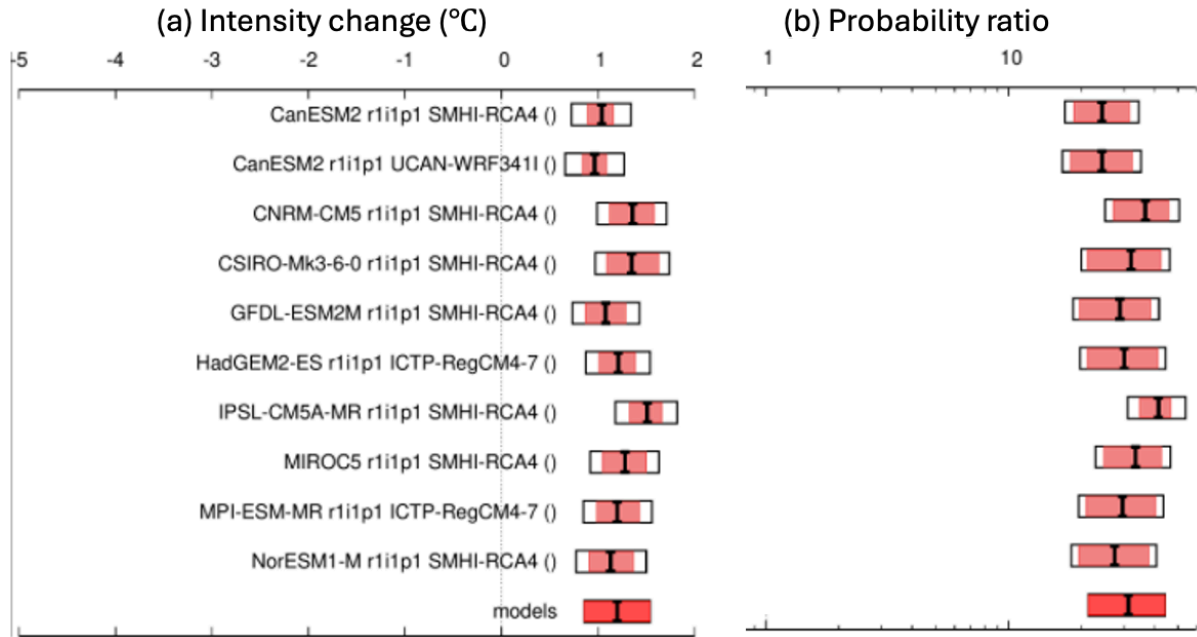 (a) Intensity change (℃) (b) Probability ratio
-5 -4 -3 -2 -1 0 1 2 1 10
CanESM2 r1i1p1 SMHI-RCA4 ()
CanESM2 r1i1p1 UCAN-WRF341I ()
CNRM-CM5 r1i1p1 SMHI-RCA4 ()
CSIRO-Mk3-6-0 r1i1p1 SMHI-RCA4 ()
GFDL-ESM2M r1i1p1 SMHI-RCA4 ()
HadGEM2-ES r1i1p1 ICTP-RegCM4-7 ()
IPSL-CM5A-MR r1i1p1 SMHI-RCA4 ()
MIROC5 r1i1p1 SMHI-RCA4 ()
MPI-ESM-MR r1i1p1 ICTP-RegCM4-7 ()
NorESM1-M r1i1p1 SMHI-RCA4 ()
models